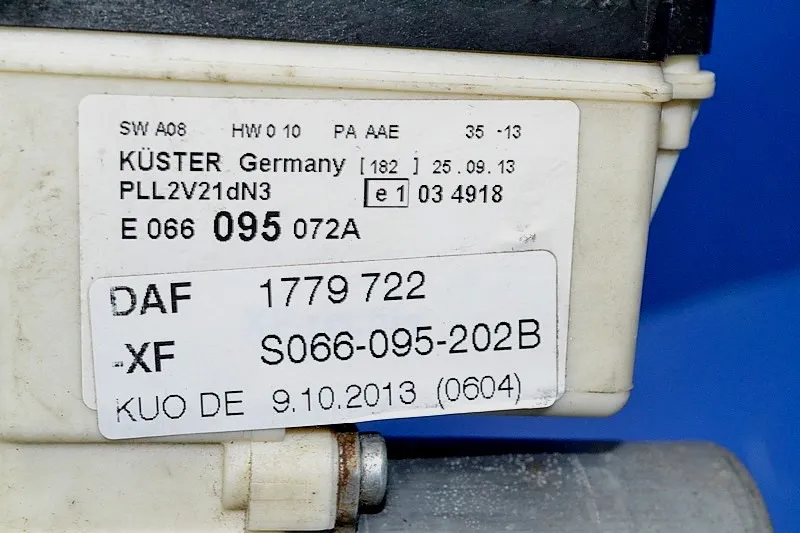 SW A08 HW 0 10 PA AAE 35 -13
KÜSTER Germany [182 ] 25.09.13
PLL2V21dN3 e1 03 4918
E 066 095 072A
DAF 1779 722
-XF S066-095-202B
KUO DE 9.10.2013 (0604)